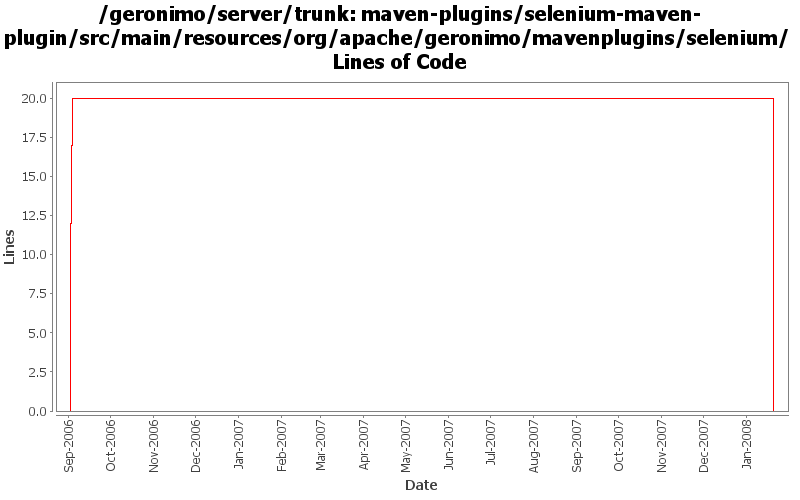 /geronimo/server/trunk: maven-plugins/selenium-maven-
plugin/src/main/resources/org/apache/geronimo/mavenplugins/selenium/
Lines of Code
20.0
17.5
15.0
12.5
10.0
7.5
5.0
2.5
0.0
Lines
Sep-2006
Oct-2006
Nov-2006
Dec-2006
Jan-2007
Feb-2007
Mar-2007
Apr-2007
May-2007
Jun-2007
Jul-2007
Aug-2007
Sep-2007
Oct-2007
Nov-2007
Dec-2007
Jan-2008
Date